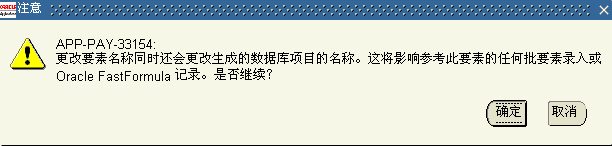 ORACLE
注意
APP-PAY-33154:
更改要素名称同时还会更改生成的数据库项目的名称。这将影响参考此要素的任何批要素录入或
Oracle FastFormula 记录。是否继续?
确定
取消